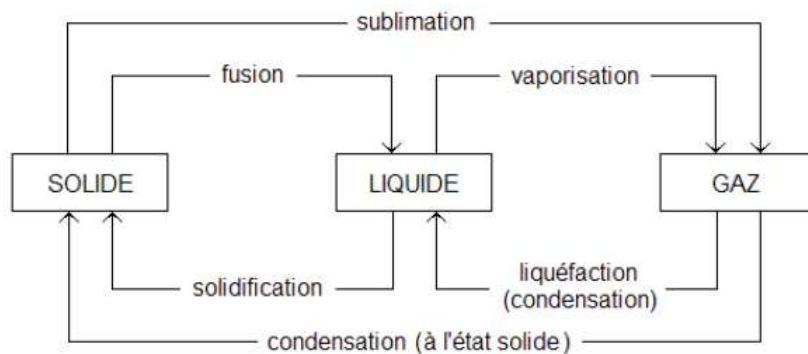 sublimation
fusion
vaporisation
SOLIDE
LIQUIDE
GAZ
solidification
liquéfaction
(condensation)
condensation (à l'état solide)